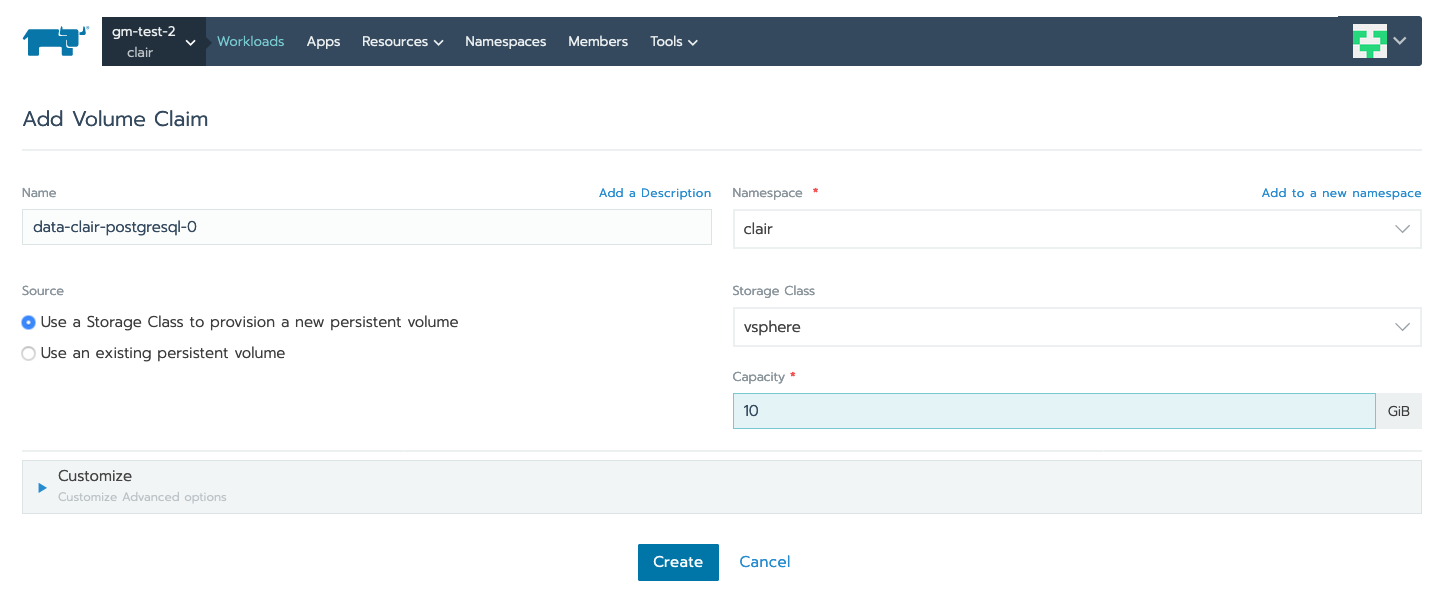 gm-test-2
clair
Workloads Apps Resources Namespaces Members Tools
Add Volume Claim
Name Add a Description
data-clair-postgresql-0
Namespace * Add to a new namespace
clair
Source
Use a Storage Class to provision a new persistent volume
Use an existing persistent volume
Storage Class
vsphere
Capacity *
10 GiB
Customize
Customize Advanced options
Create Cancel